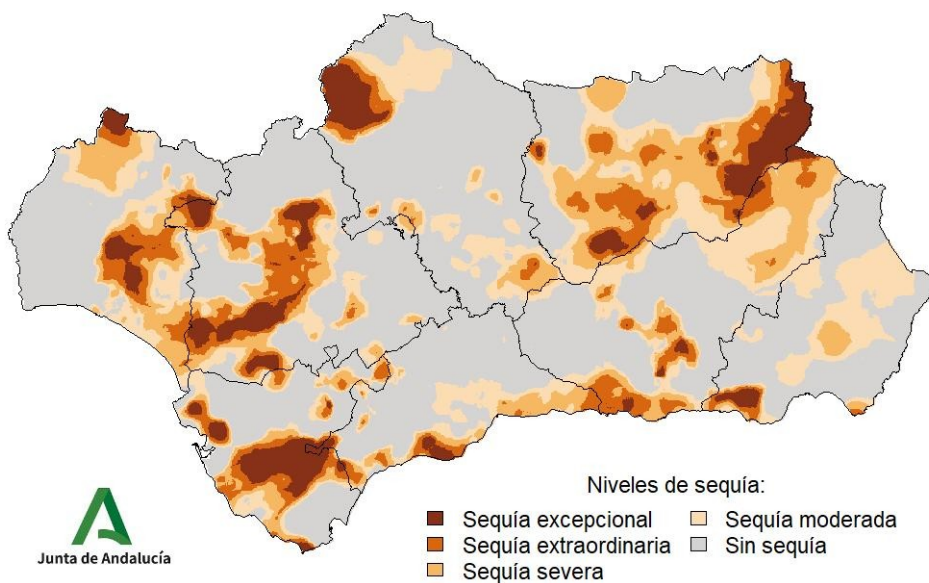 Niveles de sequía:
Sequía excepcional
Sequía extraordinaria
Sequía severa
Sequía moderada
Sin sequía
Junta de Andalucía